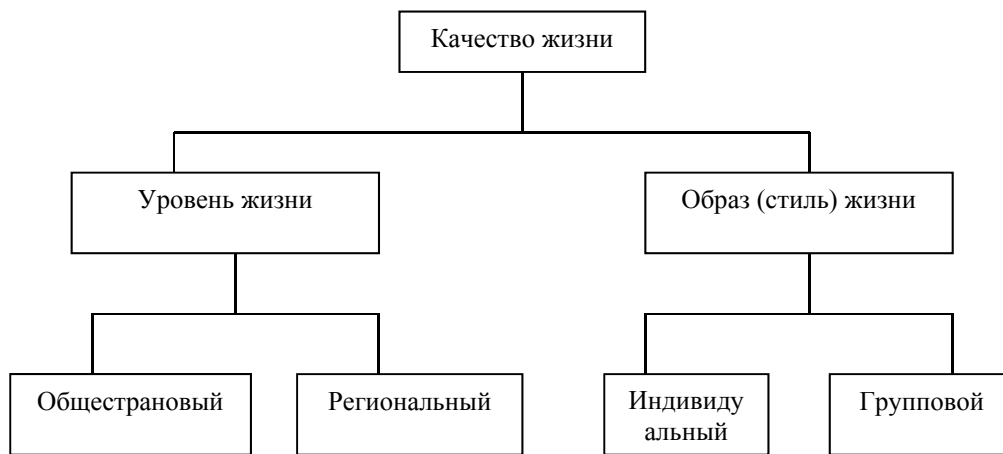 Качество жизни
Уровень жизни
Образ (стиль) жизни
Общестрановый
Региональный
Индивиду
альный
Групповой